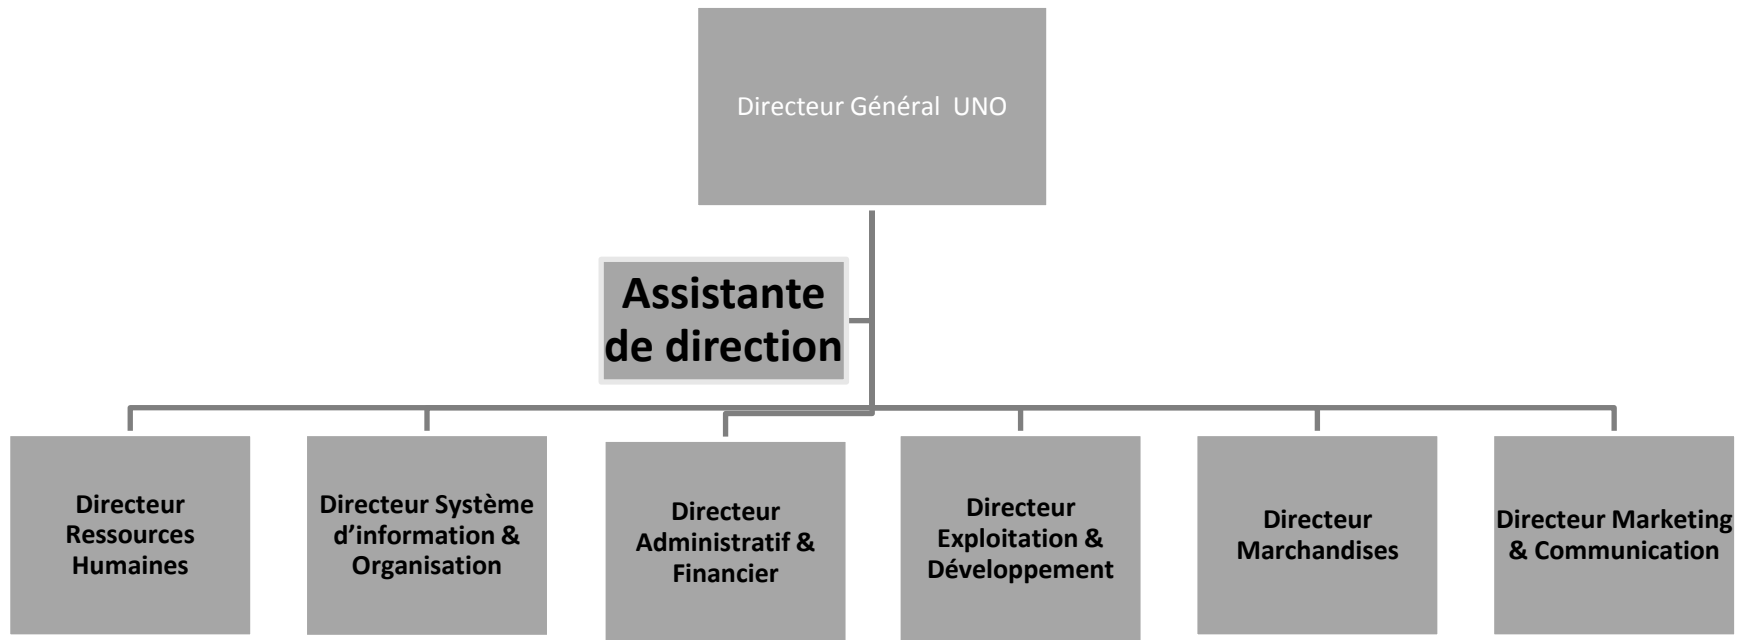 Directeur Général  UNO
Assistante
de direction
Directeur
Ressources
Humaines
Directeur Système
d’information &
Organisation
Directeur
Administratif &
Financier
Directeur
Exploitation &
Développement
Directeur
Marchandises
Directeur Marketing
& Communication